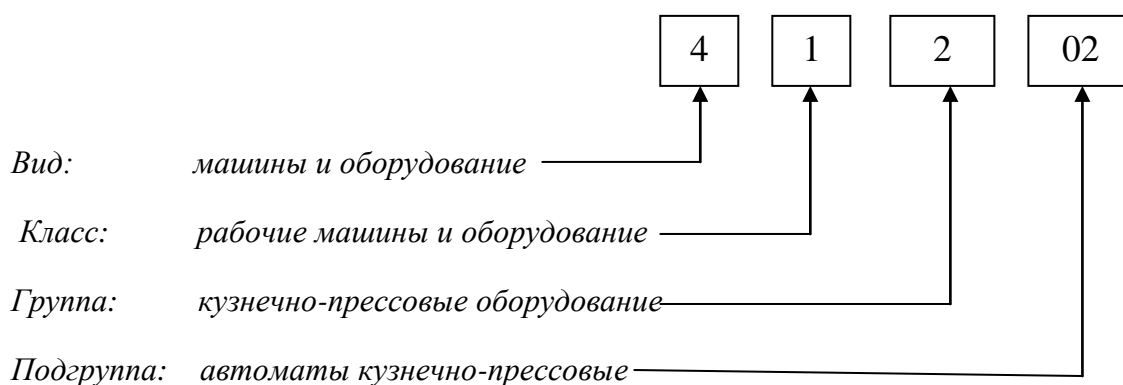 4 1 2 02
Вид: машины и оборудование
Класс: рабочие машины и оборудование
Группа: кузнечно-прессовые оборудование
Подгруппа: автоматы кузнечно-прессовые